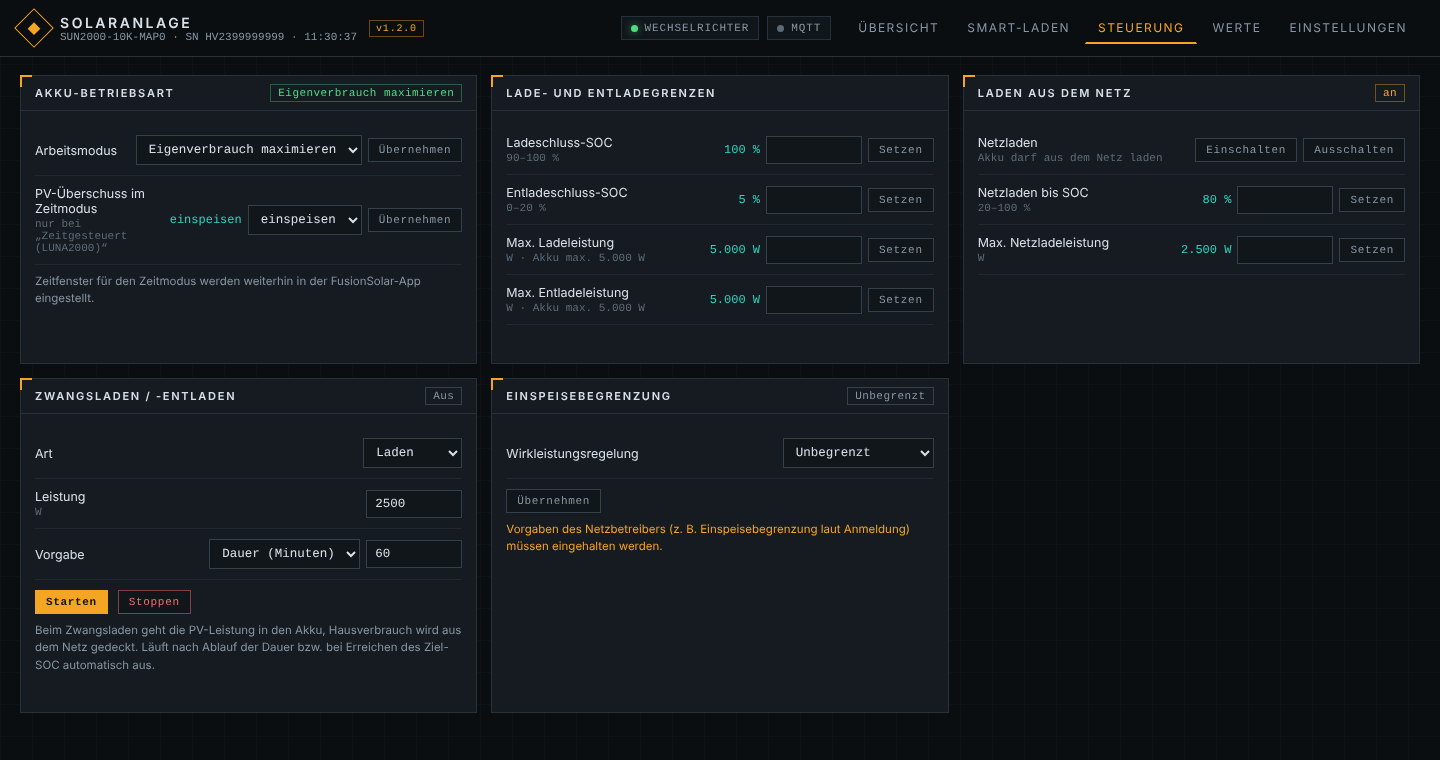 SOLARANLAGE
SUN2000-10K-MAP0 · SN HV2399999999 · 11:30:37
v1.2.0
WECHSELRICHTER
MQTT
ÜBERSICHT
SMART-LADEN
STEUERUNG
WERTE
EINSTELLUNGEN
AKKU-BETRIEBSART
Eigenverbrauch maximieren
Arbeitsmodus
Eigenverbrauch maximieren
Übernehmen
PV-Überschuss im
Zeitmodus
nur bei
„Zeitgesteuert
(LUNA2000)“
einspeisen
einspeisen
Übernehmen
Zeitfenster für den Zeitmodus werden weiterhin in der FusionSolar-App
eingestellt.
LADE- UND ENTLADEGRENZEN
Ladeschluss-SOC
90–100 %
100 %
Setzen
Entladeschluss-SOC
0–20 %
5 %
Setzen
Max. Ladeleistung
W · Akku max. 5.000 W
5.000 W
Setzen
Max. Entladeleistung
W · Akku max. 5.000 W
5.000 W
Setzen
LADEN AUS DEM NETZ
an
Netzladen
Akku darf aus dem Netz laden
Einschalten
Ausschalten
Netzladen bis SOC
20–100 %
80 %
Setzen
Max. Netzladeleistung
W
2.500 W
Setzen
ZWANGSLADEN / -ENTLADEN
Aus
Art
Laden
Leistung
W
2500
Vorgabe
Dauer (Minuten)
60
Starten
Stoppen
Beim Zwangsladen geht die PV-Leistung in den Akku, Hausverbrauch wird aus
dem Netz gedeckt. Läuft nach Ablauf der Dauer bzw. bei Erreichen des Ziel-
SOC automatisch aus.
EINSPEISEBEGRENZUNG
Unbegrenzt
Wirkleistungsregelung
Unbegrenzt
Übernehmen
Vorgaben des Netzbetreibers (z. B. Einspeisebegrenzung laut Anmeldung)
müssen eingehalten werden.